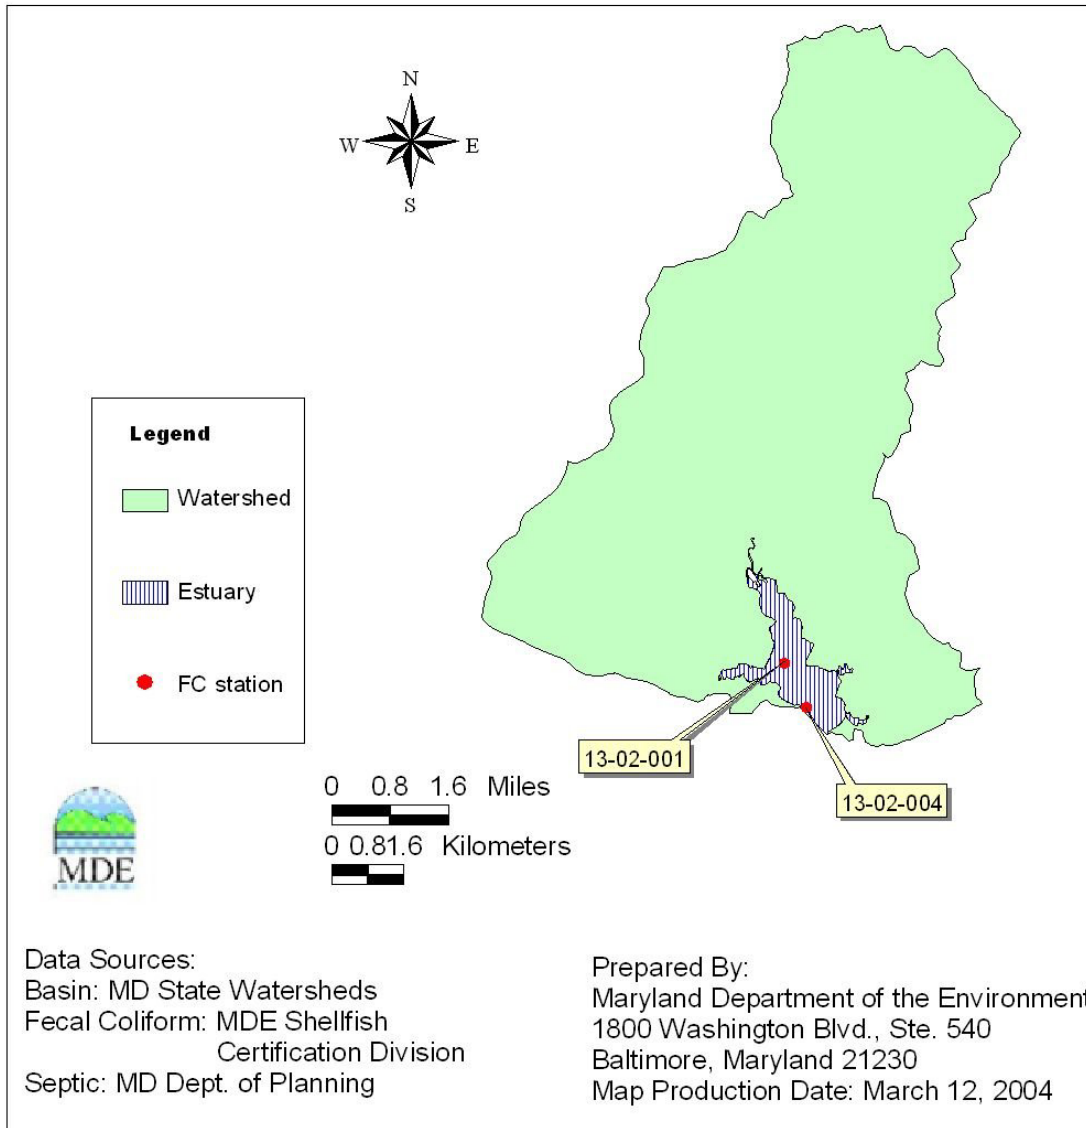 N
W E
S
Legend
Watershed
Estuary
FC station
13-02-001
13-02-004
0 0.8 1.6 Miles
0 0.81.6 Kilometers
MDE
Data Sources:
Basin: MD State Watersheds
Fecal Coliform: MDE Shellfish
Certification Division
Septic: MD Dept. of Planning
Prepared By:
Maryland Department of the Environment
1800 Washington Blvd., Ste. 540
Baltimore, Maryland 21230
Map Production Date: March 12, 2004